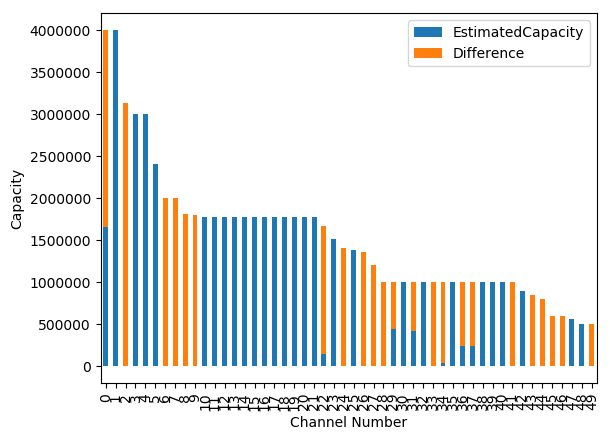 EstimatedCapacity
Difference
4000000
3500000
3000000
2500000
2000000
1500000
1000000
500000
0
Capacity
0 1 2 3 4 5 6 7 8 9 10 11 12 13 14 15 16 17 18 19 20 21 22 23 24 25 26 27 28 29 30 31 32 33 34 35 36 37 38 39 40 41 42 43 44 45 46 47 48 49
Channel Number